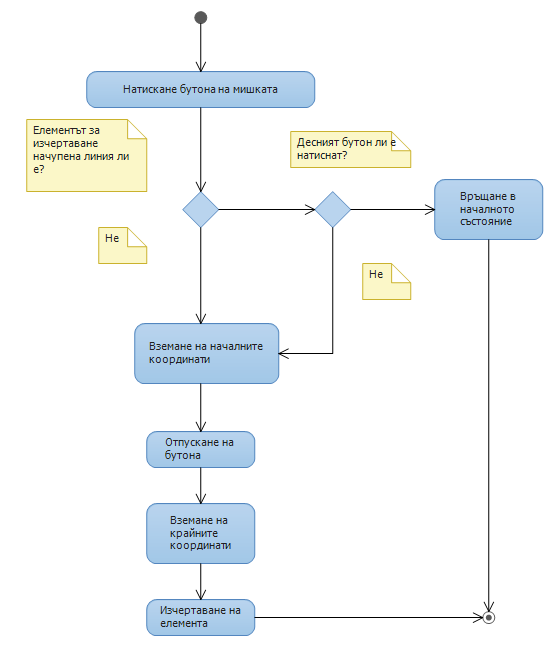 Натискане бутона на мишката
Елементът за
изчертаване
начупена линия ли
е?
Десният бутон ли е
натиснат?
Връщане в
началното
състояние
Не
Не
Вземане на началните
координати
Отпускане на
бутона
Вземане на
крайните
координати
Изчертаване на
елемента